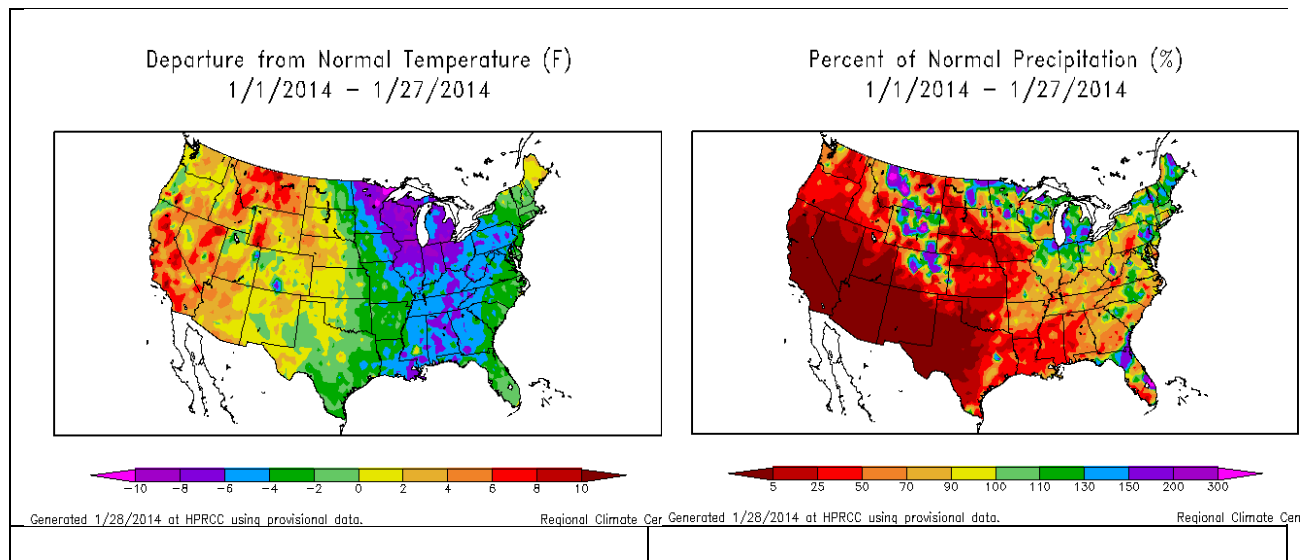 Departure from Normal Temperature (F)
1/1/2014 – 1/27/2014
-10 -8 -6 -4 -2 0 2 4 6 8 10
Generated 1/28/2014 at HPRCC using provisional data.
Regional Climate Cen
Percent of Normal Precipitation (%)
1/1/2014 – 1/27/2014
5 25 50 70 90 100 110 130 150 200 300
Generated 1/28/2014 at HPRCC using provisional data.
Regional Climate Cen